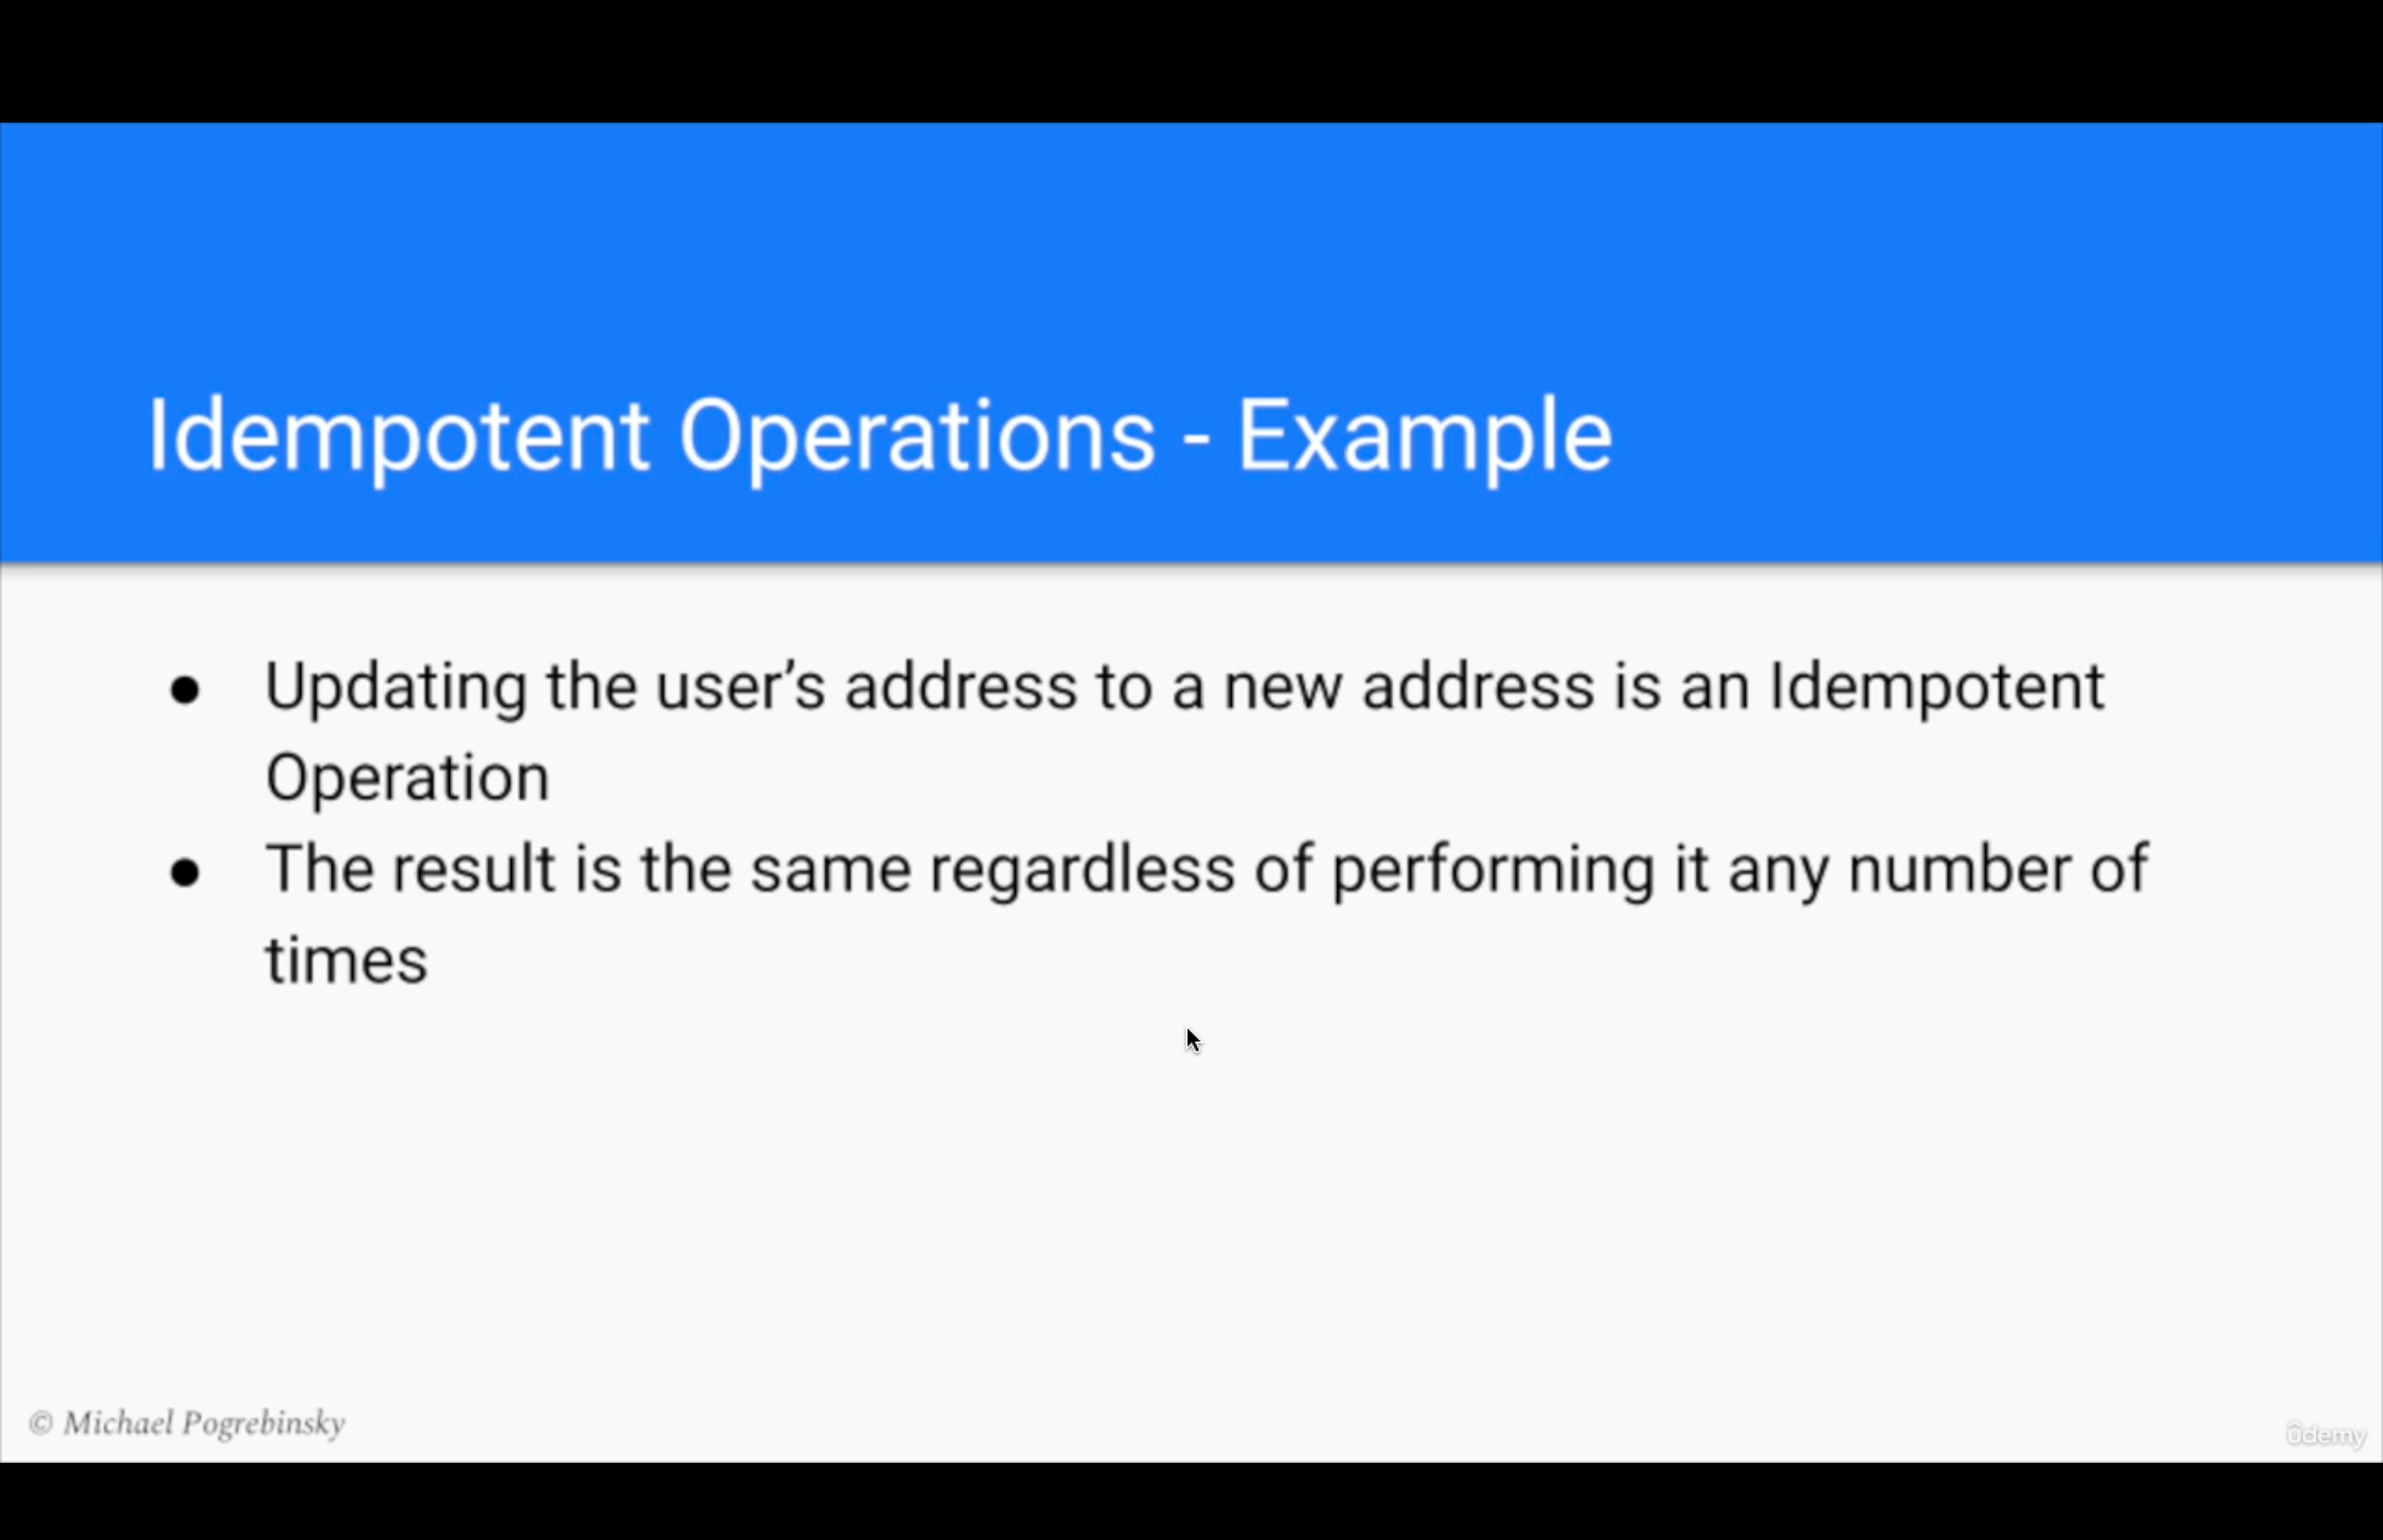 Idempotent Operations - Example
● Updating the user’s address to a new address is an Idempotent
Operation
● The result is the same regardless of performing it any number of
times
© Michael Pogrebinsky
ûdemy